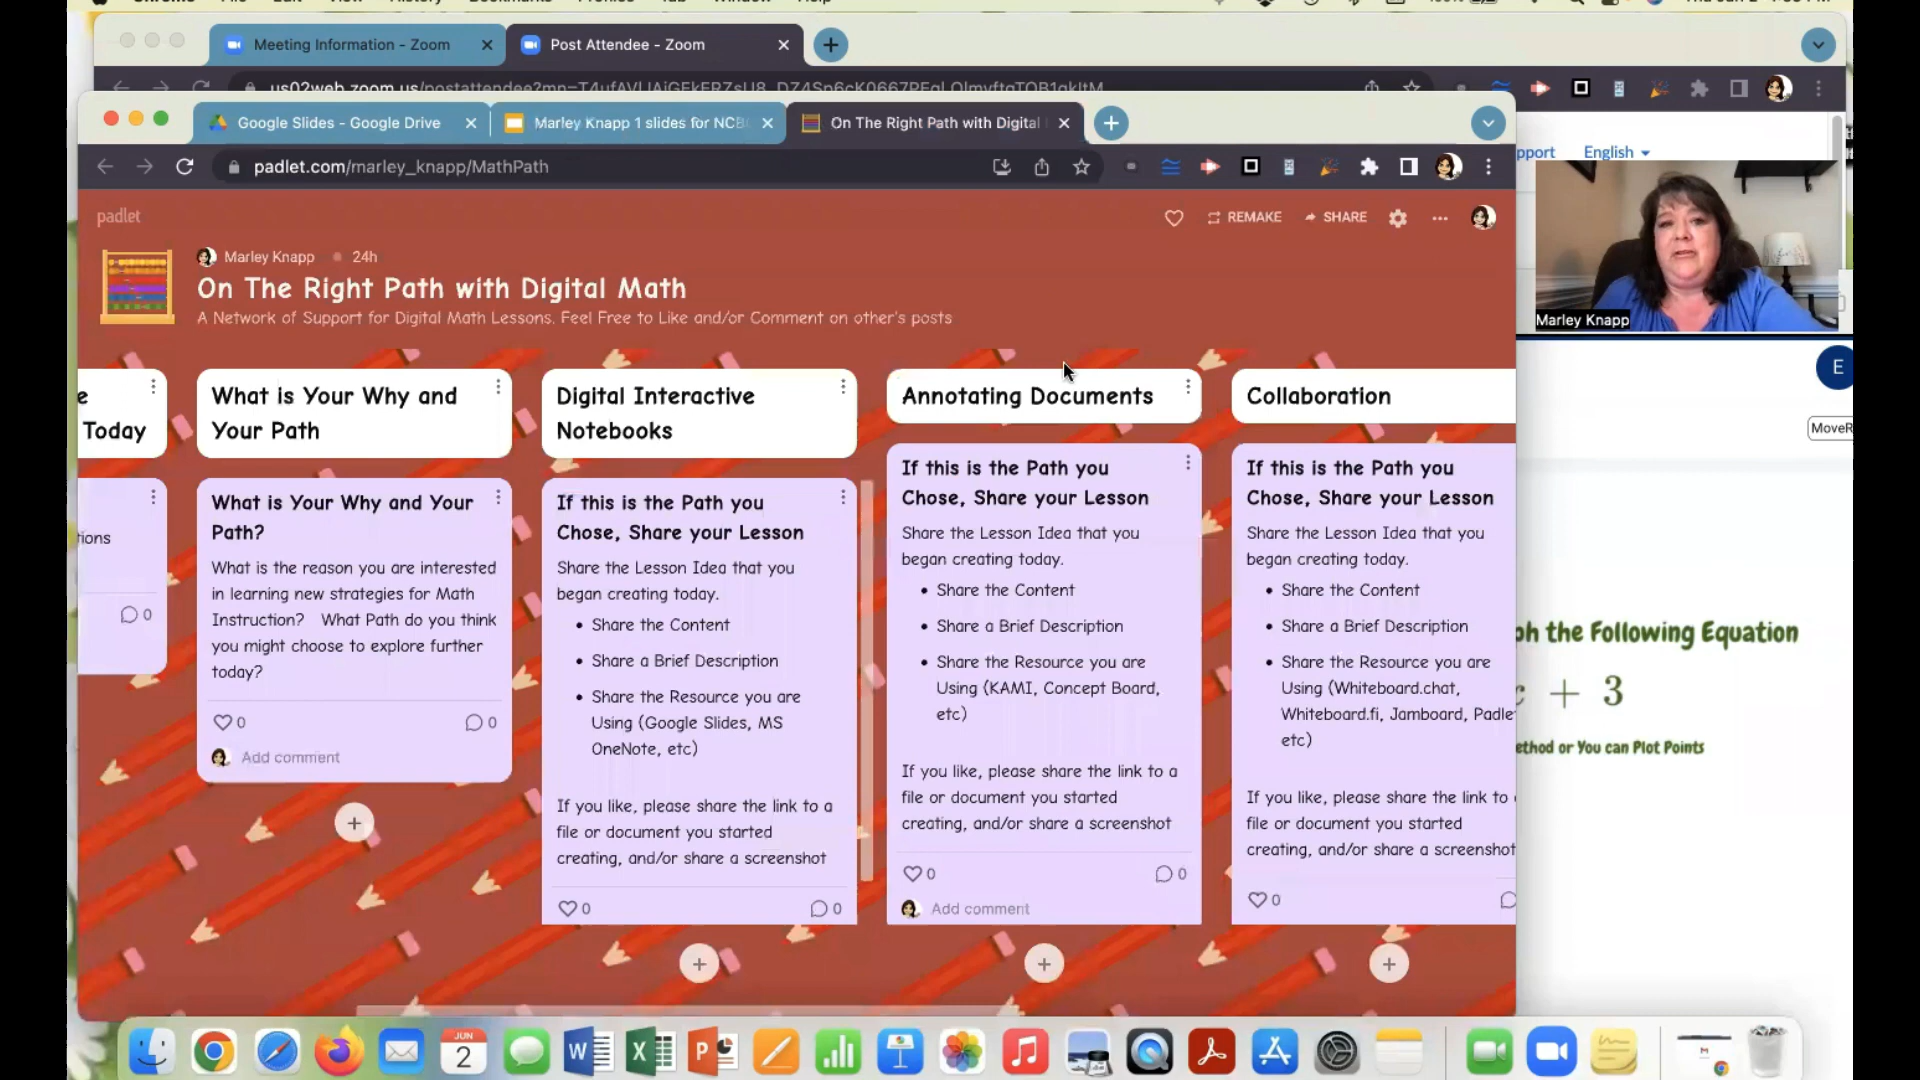 Meeting Information - Zoom
Post Attendee - Zoom
Google Slides - Google Drive
Marley Knapp 1 slides for NCB
On The Right Path with Digital
padlet.com/marley_knapp/MathPath
pport
English
padlet
REMAKE
SHARE
Marley Knapp
24h
On The Right Path with Digital Math
A Network of Support for Digital Math Lessons. Feel Free to Like and/or Comment on other's posts
Marley Knapp
E
MoveR
e
Today
tions
0
What is Your Why and
Your Path
What is Your Why and Your
Path?
What is the reason you are interested
in learning new strategies for Math
Instruction? What Path do you think
you might choose to explore further
today?
0
0
Add comment
Digital Interactive
Notebooks
If this is the Path you
Chose, Share your Lesson
Share the Lesson Idea that you
began creating today.
• Share the Content
• Share a Brief Description
• Share the Resource you are
Using (Google Slides, MS
OneNote, etc)
If you like, please share the link to a
file or document you started
creating, and/or share a screenshot
0
0
Annotating Documents
If this is the Path you
Chose, Share your Lesson
Share the Lesson Idea that you
began creating today.
• Share the Content
• Share a Brief Description
• Share the Resource you are
Using (KAMI, Concept Board,
etc)
If you like, please share the link to a
file or document you started
creating, and/or share a screenshot
0
0
Add comment
Collaboration
If this is the Path you
Chose, Share your Lesson
Share the Lesson Idea that you
began creating today.
• Share the Content
• Share a Brief Description
• Share the Resource you are
Using (Whiteboard.chat,
Whiteboard.fi, Jamboard, Padle
etc)
If you like, please share the link to
file or document you started
creating, and/or share a screenshot
0
ph the Following Equation
+ 3
ethod or You can Plot Points
JUN
2
W
X
P